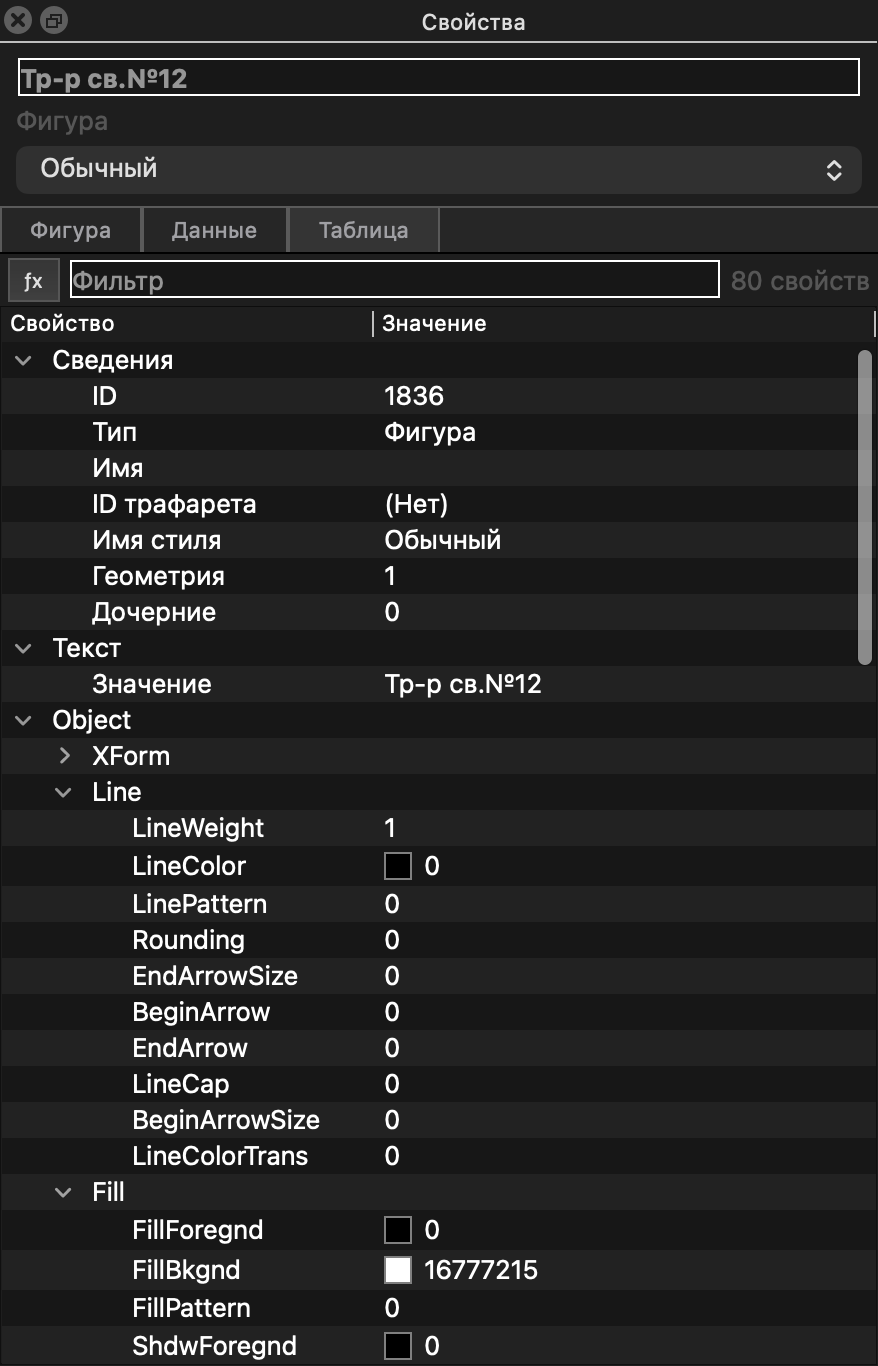 Свойства
Тр-р св.№12
Фигура
Обычный
Фигура Данные Таблица
ƒx Фильтр 80 свойств
Свойство Значение
Сведения
ID 1836
Тип Фигура
Имя
ID трафарета (Нет)
Имя стиля Обычный
Геометрия 1
Дочерние 0
Текст
Значение Тр-р св.№12
Object
XForm
Line
LineWeight 1
LineColor 0
LinePattern 0
Rounding 0
EndArrowSize 0
BeginArrow 0
EndArrow 0
LineCap 0
BeginArrowSize 0
LineColorTrans 0
Fill
FillForegnd 0
FillBkgnd 16777215
FillPattern 0
ShdwForegnd 0